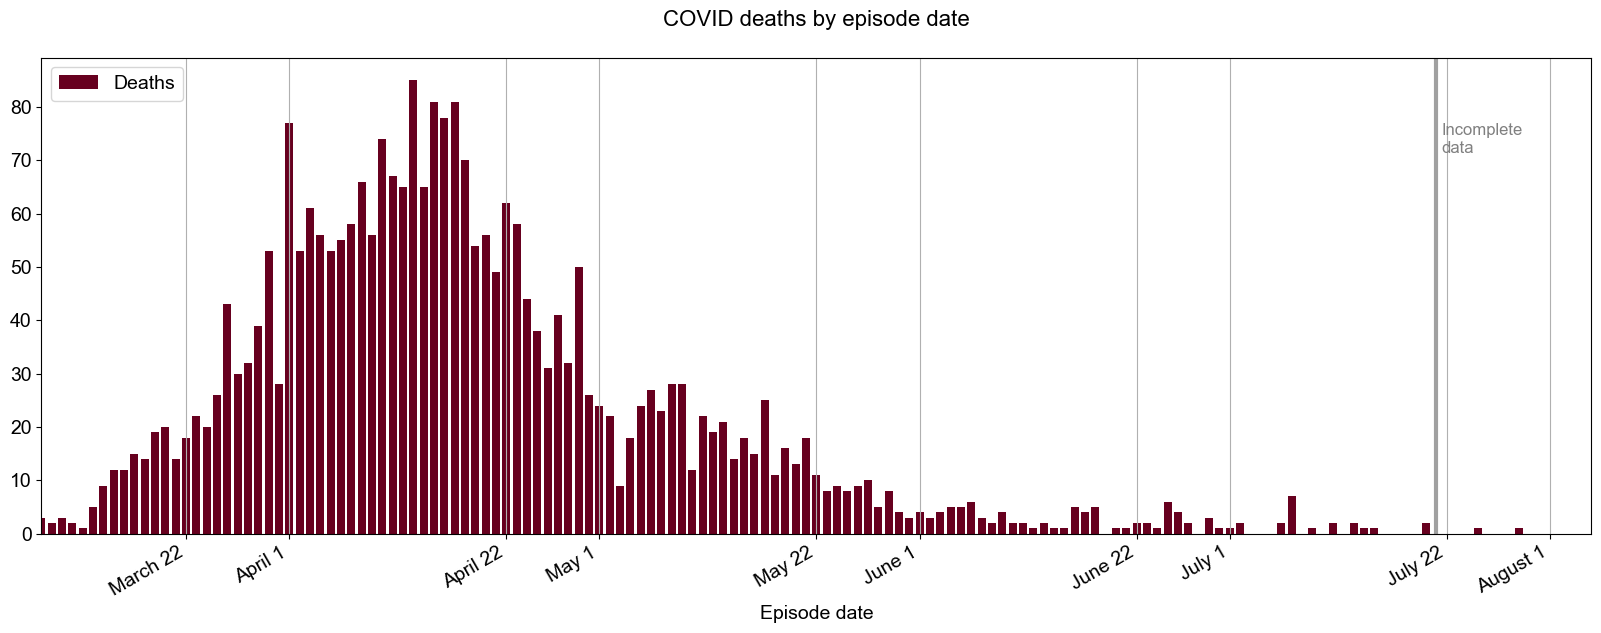 COVID deaths by episode date
Deaths
80
70
60
50
40
30
20
10
0
Incomplete
data
March 22
April 1
April 22
May 1
May 22
June 1
June 22
July 1
July 22
August 1
Episode date